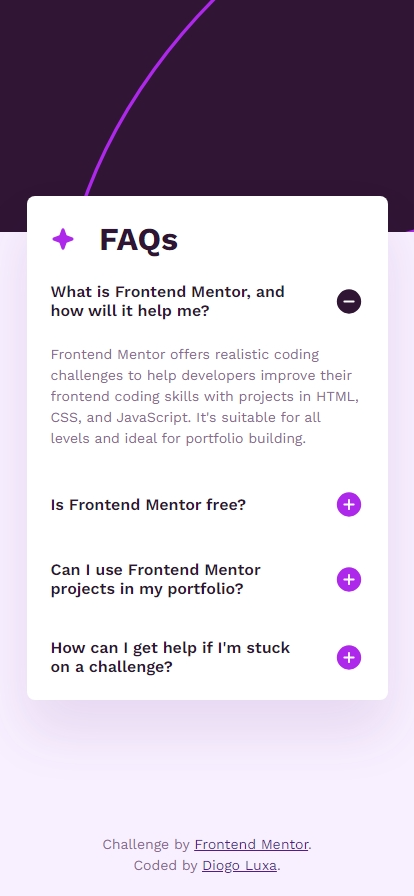 FAQs
What is Frontend Mentor, and
how will it help me?
Frontend Mentor offers realistic coding
challenges to help developers improve their
frontend coding skills with projects in HTML,
CSS, and JavaScript. It's suitable for all
levels and ideal for portfolio building.
Is Frontend Mentor free?
Can I use Frontend Mentor
projects in my portfolio?
How can I get help if I'm stuck
on a challenge?
Challenge by Frontend Mentor.
Coded by Diogo Luxa.